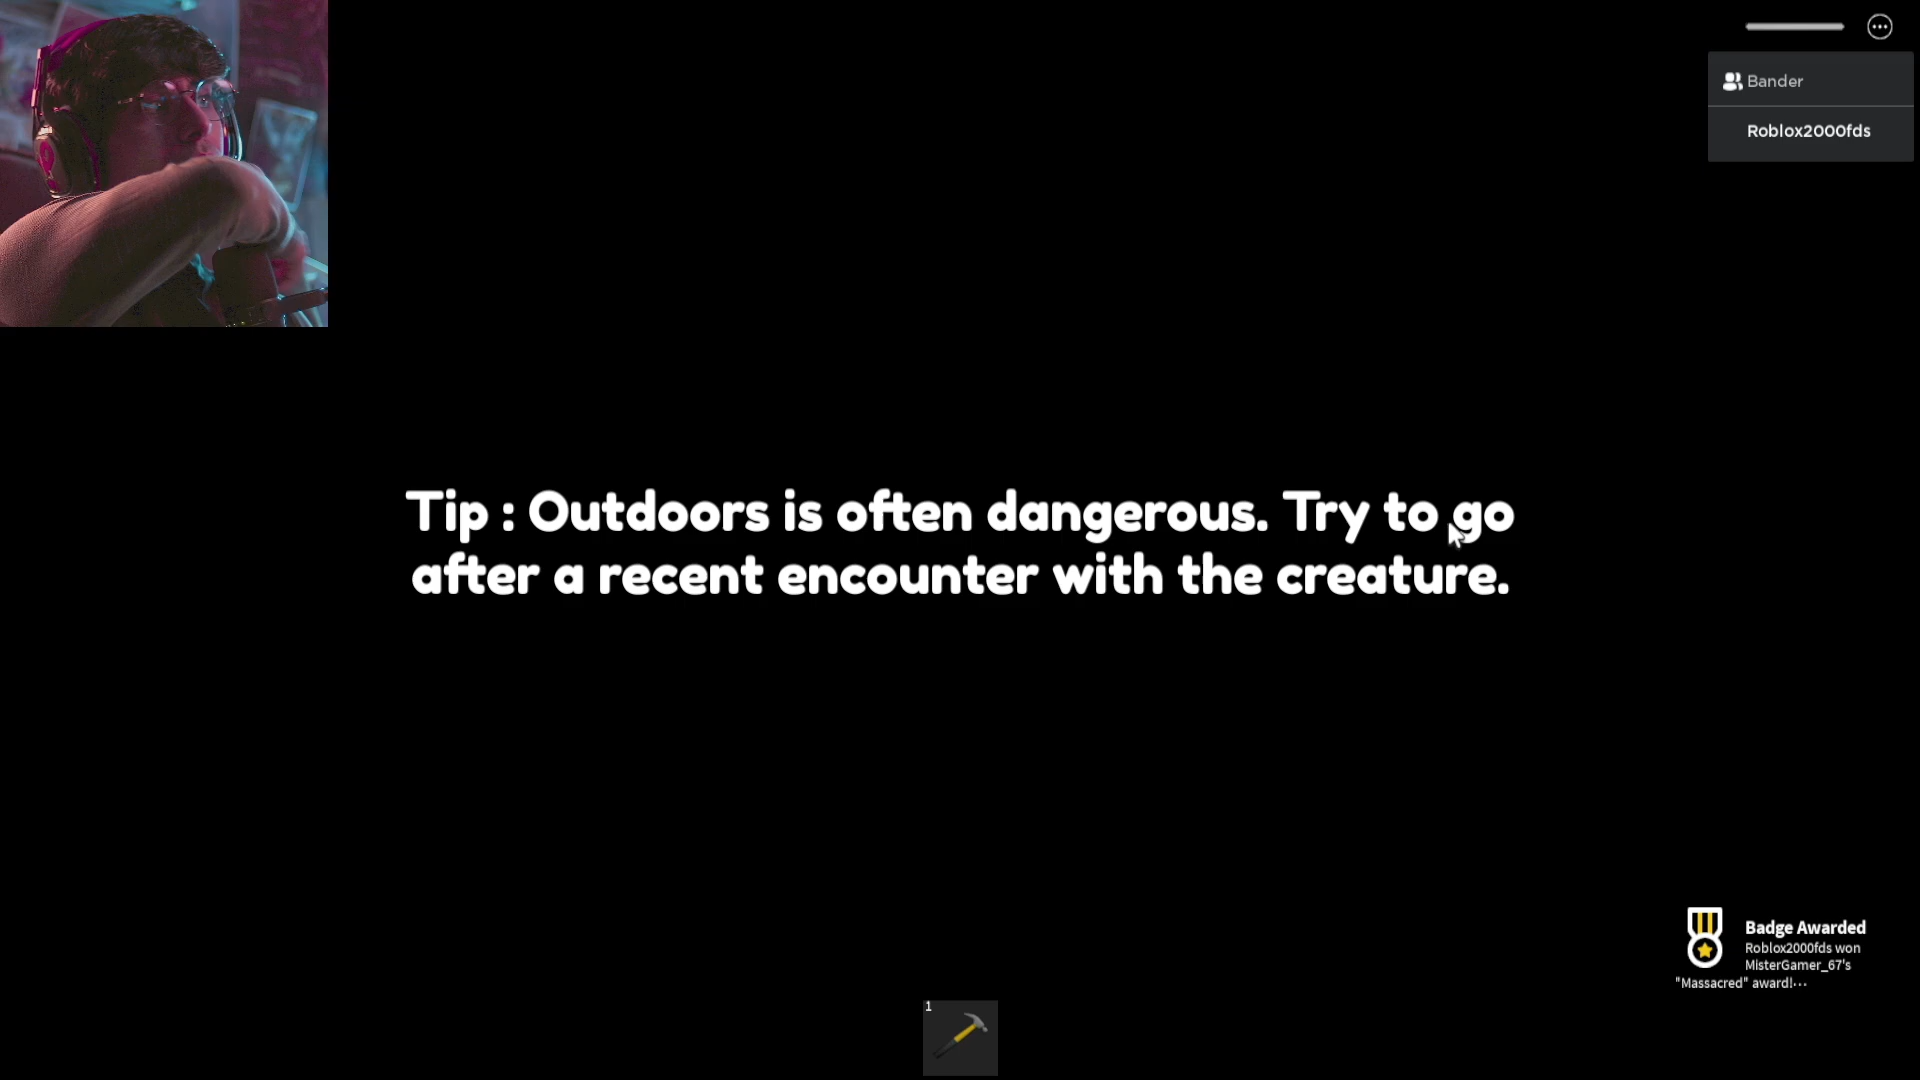 Bander
Roblox2000fds
Tip : Outdoors is often dangerous. Try to go
after a recent encounter with the creature.
Badge Awarded
Roblox2000fds won
MisterGamer_67's
"Massacred" award!...
1